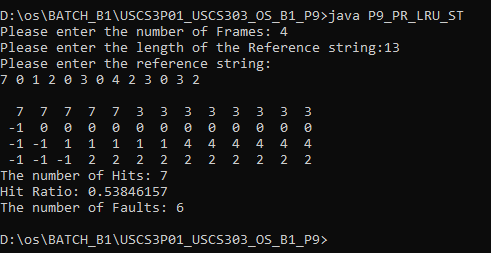 D:\os\BATCH_B1\USCS3P01_USCS303_OS_B1_P9>java P9_PR_LRU_ST
Please enter the number of Frames: 4
Please enter the length of the Reference string:13
Please enter the reference string:
7 0 1 2 0 3 0 4 2 3 0 3 2
7 7 7 7 7 3 3 3 3 3 3 3 3
-1 0 0 0 0 0 0 0 0 0 0 0 0
-1 -1 1 1 1 1 1 4 4 4 4 4 4
-1 -1 -1 2 2 2 2 2 2 2 2 2 2
The number of Hits: 7
Hit Ratio: 0.53846157
The number of Faults: 6
D:\os\BATCH_B1\USCS3P01_USCS303_OS_B1_P9>